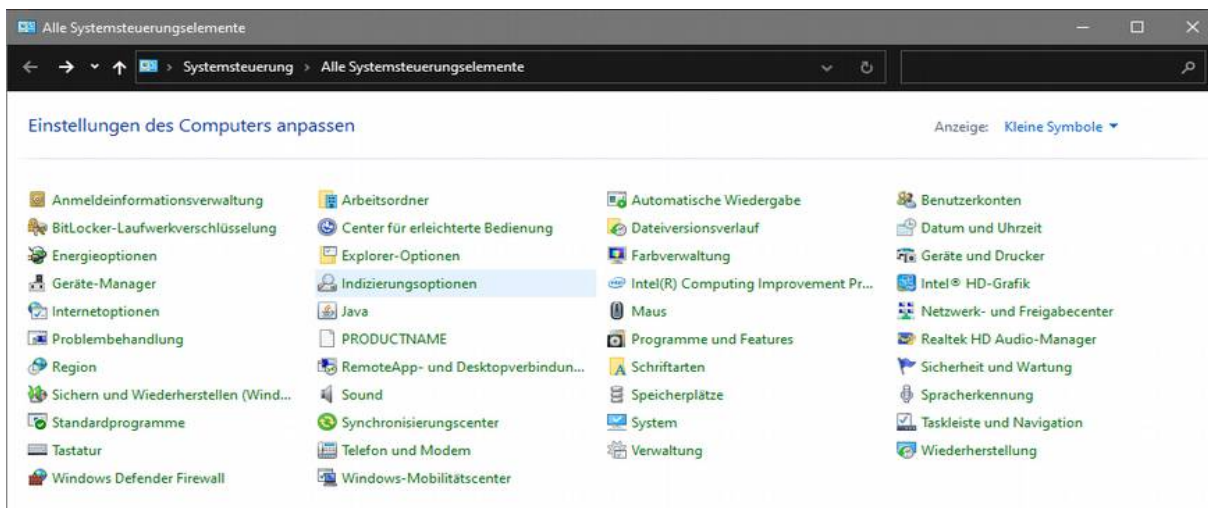 Alle Systemsteuerungselemente
Systemsteuerung > Alle Systemsteuerungselemente
Einstellungen des Computers anpassen
Anzeige: Kleine Symbole
Anmeldeinformationsverwaltung Arbeitsordner Automatische Wiedergabe Benutzerkonten
BitLocker-Laufwerkverschlüsselung Center für erleichterte Bedienung Dateiversionsverlauf Datum und Uhrzeit
Energieoptionen Explorer-Optionen Farbverwaltung Geräte und Drucker
Geräte-Manager Indizierungsoptionen Intel(R) Computing Improvement Pr... Intel® HD-Grafik
Internetoptionen Java Maus Netzwerk- und Freigabecenter
Problembehandlung PRODUCTNAME Programme und Features Realtek HD Audio-Manager
Region RemoteApp- und Desktopverbindun... Schriftarten Sicherheit und Wartung
Sichern und Wiederherstellen (Wind... Sound Speicherplätze Spracherkennung
Standardprogramme Synchronisierungscenter System Taskleiste und Navigation
Tastatur Telefon und Modem Verwaltung Wiederherstellung
Windows Defender Firewall Windows-Mobilitätscenter